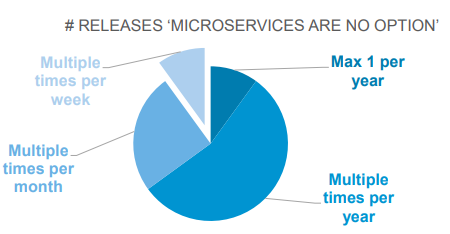 # RELEASES ‘MICROSERVICES ARE NO OPTION’
Multiple
times per
week
Max 1 per
year
Multiple
times per
month
Multiple
times per
year